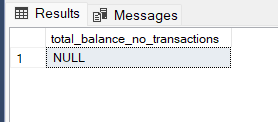 Results Messages
total_balance_no_transactions
1 NULL